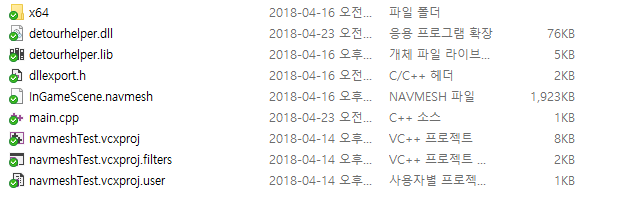 x64 2018-04-16 오전... 파일 폴더
detourhelper.dll 2018-04-23 오전... 응용 프로그램 확장 76KB
detourhelper.lib 2018-04-16 오후... 개체 파일 라이브... 5KB
dllexport.h 2018-04-16 오전... C/C++ 헤더 2KB
InGameScene.navmesh 2018-04-16 오후... NAVMESH 파일 1,923KB
main.cpp 2018-04-23 오전... C++ 소스 1KB
navmeshTest.vcxproj 2018-04-14 오후... VC++ 프로젝트 8KB
navmeshTest.vcxproj.filters 2018-04-14 오후... VC++ 프로젝트 ... 2KB
navmeshTest.vcxproj.user 2018-04-14 오후... 사용자별 프로젝... 1KB